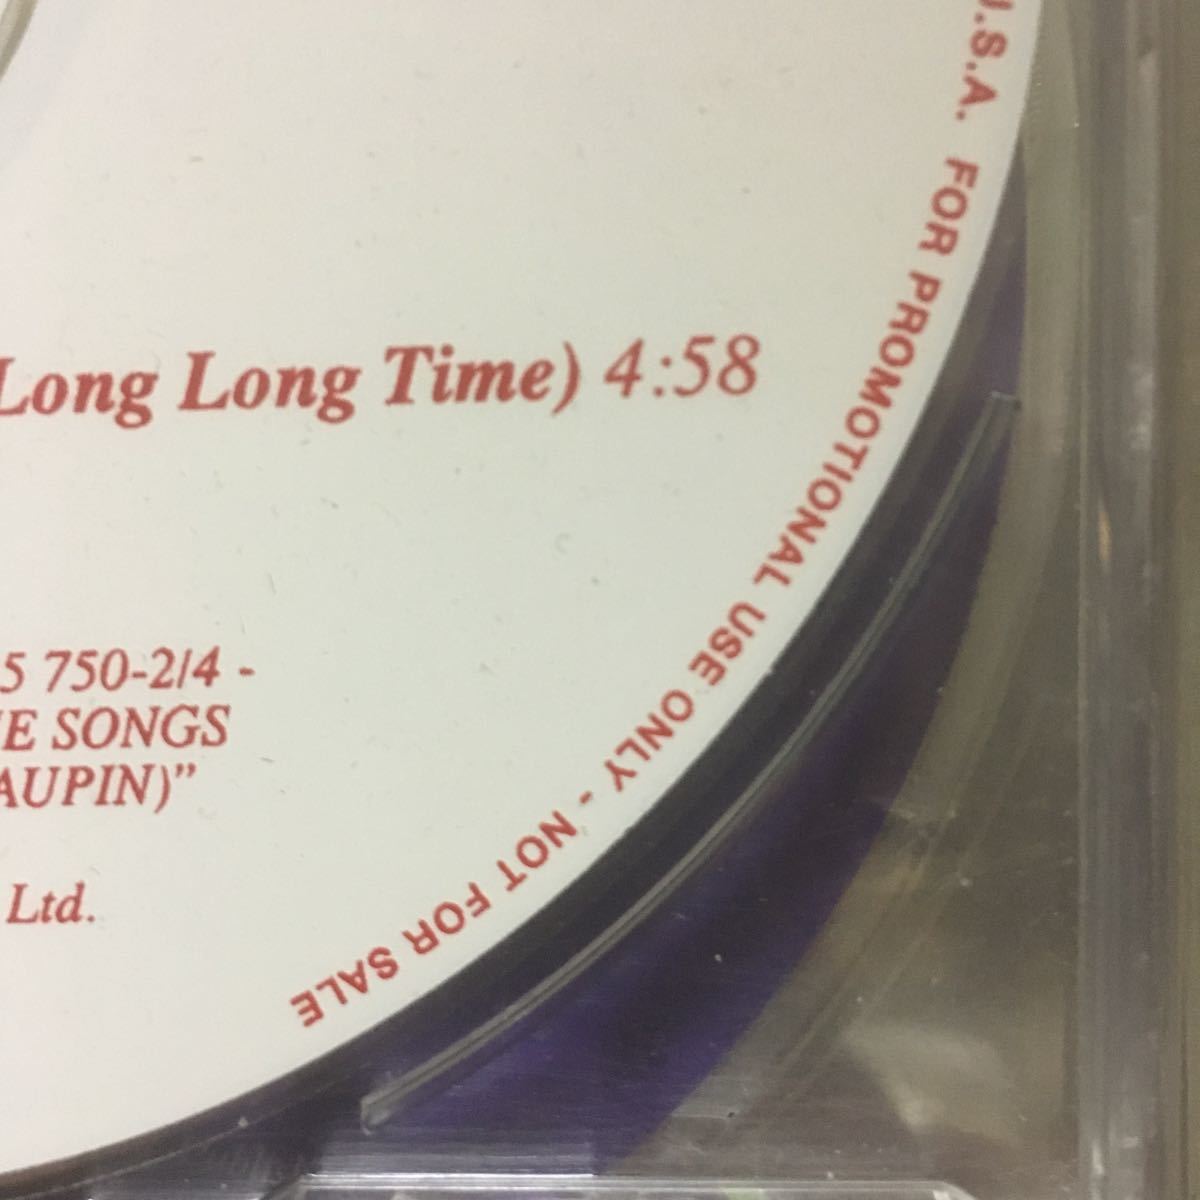 Long Long Time) 4:58
5 750-2/4 -
SONGS
AUPIN)”
Ltd.
U.S.A. FOR PROMOTIONAL USE ONLY - NOT FOR SALE